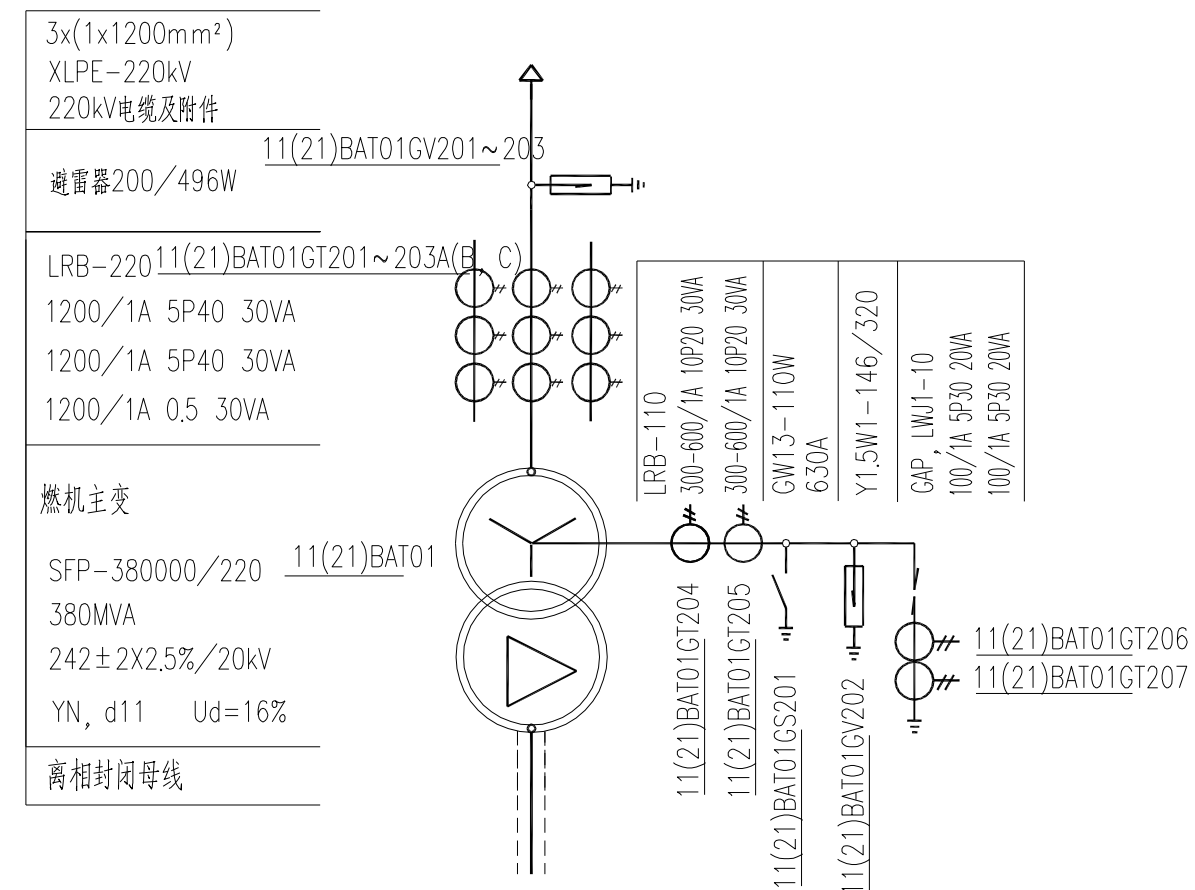 3x(1x1200mm²)
XLPE-220kV
220kV电缆及附件
11(21)BAT01GV201~203
避雷器200/496W
LRB-220
11(21)BAT01GT201~203A(B, C)
1200/1A 5P40 30VA
1200/1A 5P40 30VA
1200/1A 0.5 30VA
燃机主变
SFP-380000/220
11(21)BAT01
380MVA
242±2X2.5%/20kV
YN, d11 Ud=16%
离相封闭母线
LRB-110
300-600/1A 10P20 30VA
300-600/1A 10P20 30VA
GW13-110W
630A
Y1.5W1-146/320
GAP, LWJ1-10
100/1A 5P30 20VA
100/1A 5P30 20VA
11(21)BAT01GT204
11(21)BAT01GT205
11(21)BAT01GS201
11(21)BAT01GV202
11(21)BAT01GT206
11(21)BAT01GT207